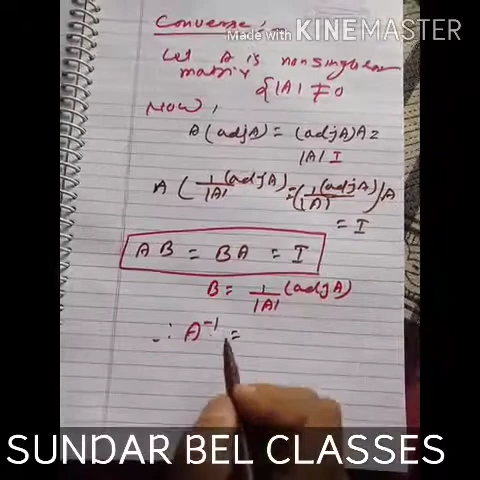 Converse :-
Made with KINEMASTER
Let A is nonsingular
matrix
{|A| ≠ 0
Now,
A(adjA) = (adjA)A =
|A| I
A (1/|A| (adjA) = (1/|A| (adjA))A
= I
AB = BA = I
B = 1/|A| (adjA)
∴ A⁻¹ =
SUNDAR BEL CLASSES